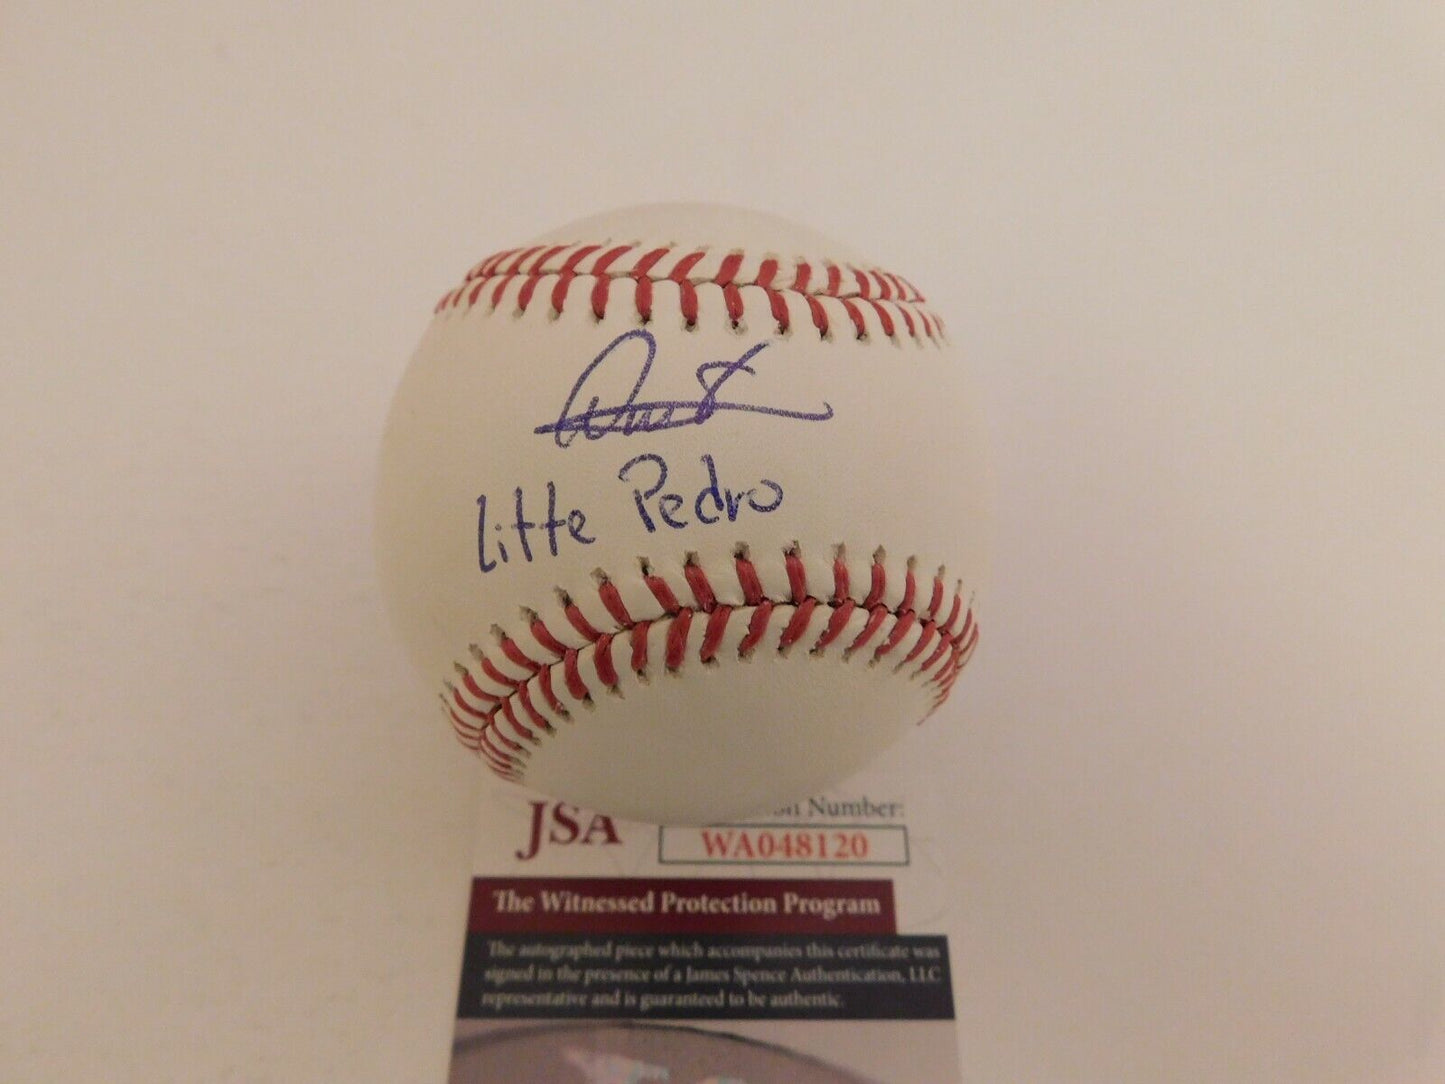 litte Pedro
JSA
on Number:
WA048120
The Witnessed Protection Program
The autographed piece which accompanies this certificate was
signed in the presence of a James Spence Authentication, LLC
representative and is guaranteed to be authentic.